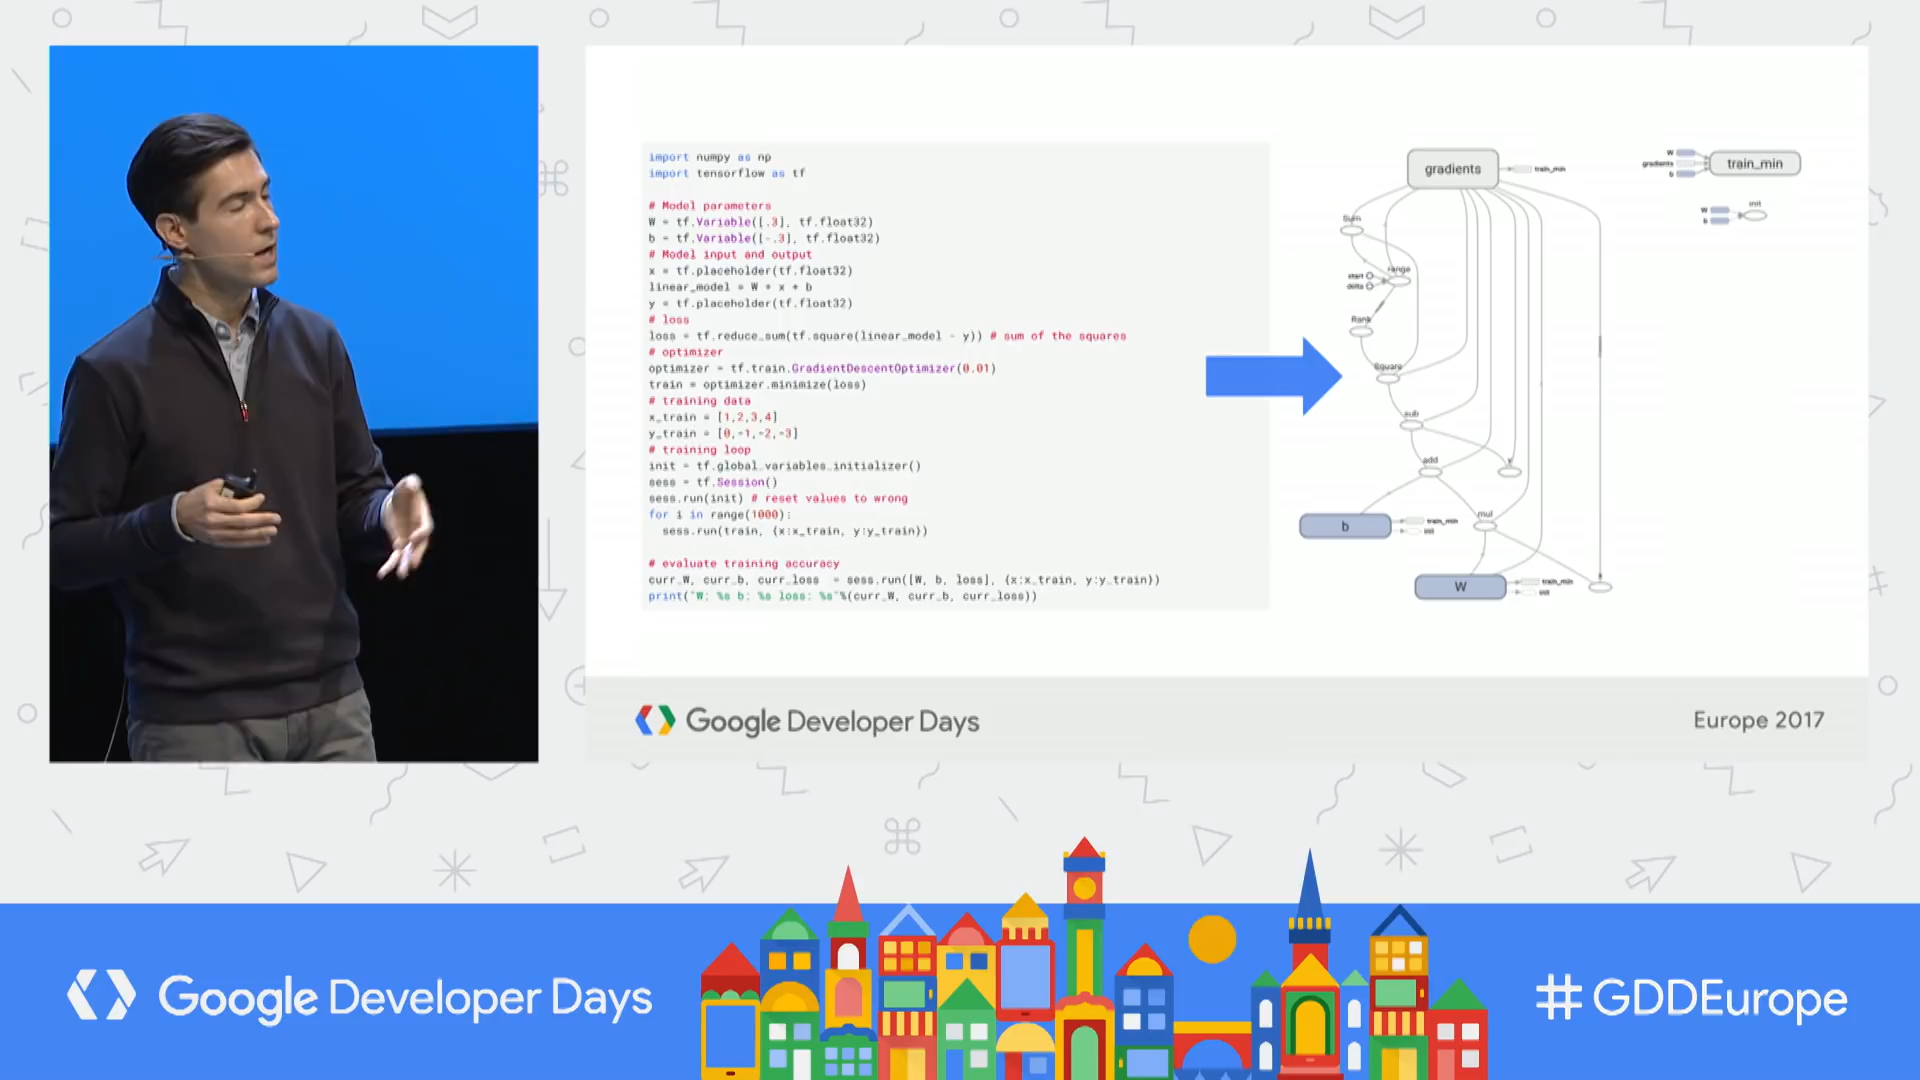 import numpy as np
import tensorflow as tf
# Model parameters
W = tf.Variable([.3], tf.float32)
b = tf.Variable([-.3], tf.float32)
# Model input and output
x = tf.placeholder(tf.float32)
linear_model = W * x + b
y = tf.placeholder(tf.float32)
# loss
loss = tf.reduce_sum(tf.square(linear_model - y)) # sum of the squares
# optimizer
optimizer = tf.train.GradientDescentOptimizer(0.01)
train = optimizer.minimize(loss)
# training data
x_train = [1,2,3,4]
y_train = [0,-1,-2,-3]
# training loop
init = tf.global_variables_initializer()
sess = tf.Session()
sess.run(init) # reset values to wrong
for i in range(1000):
  sess.run(train, {x:x_train, y:y_train})
# evaluate training accuracy
curr_W, curr_b, curr_loss  = sess.run([W, b, loss], {x:x_train, y:y_train})
print("W: %s b: %s loss: %s"%(curr_W, curr_b, curr_loss))
gradients
train_min
Sum
range
start
delta
Rank
Square
sub
add
y
mul
b
train_min
init
W
train_min
init
W
gradients
b
train_min
W
b
init
Google Developer Days
Europe 2017
Google Developer Days
#GDDEurope